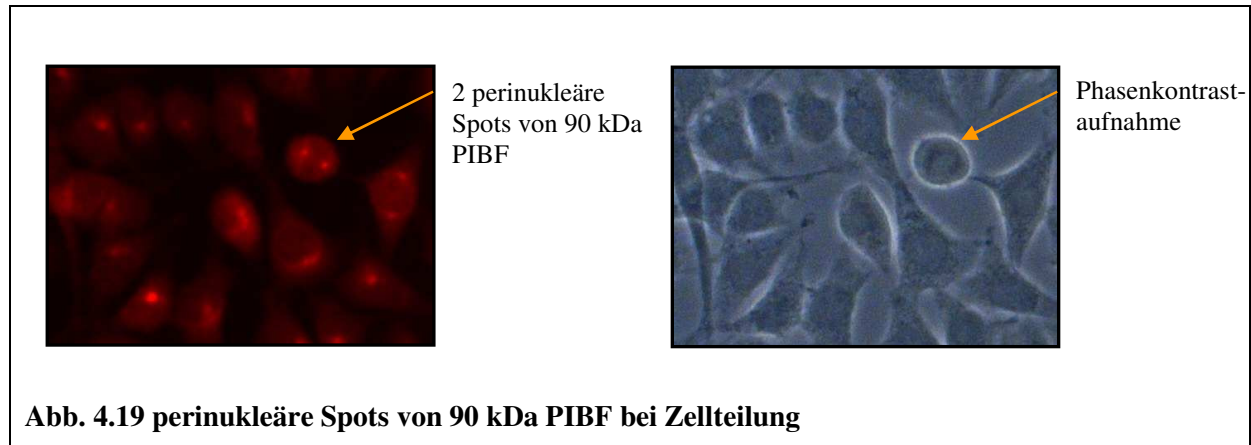 2 perinukleäre
Spots von 90 kDa
PIBF
Phasenkontrast-
aufnahme
Abb. 4.19 perinukleäre Spots von 90 kDa PIBF bei Zellteilung